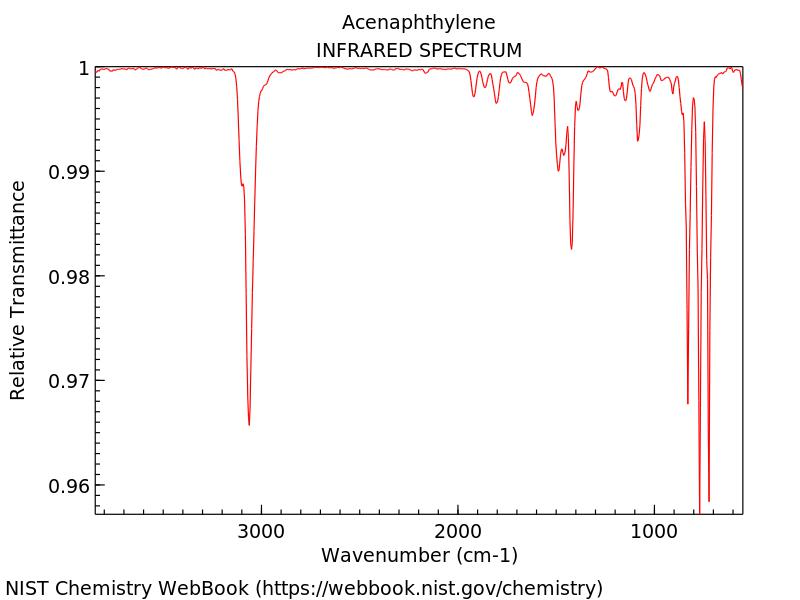 Acenaphthylene
INFRARED SPECTRUM
1
0.99
0.98
0.97
0.96
Relative Transmittance
3000 2000 1000
Wavenumber (cm-1)
NIST Chemistry WebBook (https://webbook.nist.gov/chemistry)